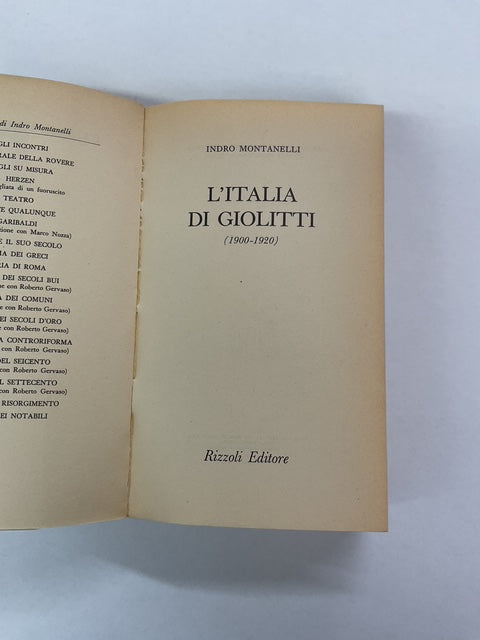 di Indro Montanelli
GLI INCONTRI
RALE DELLA ROVERE
GLI SU MISURA
HERZEN
gliata di un fuoruscito
TEATRO
E QUALUNQUE
GARIBALDI
zione con Marco Nozza)
E IL SUO SECOLO
IA DEI GRECI
RIA DI ROMA
DEI SECOLI BUI
ne con Roberto Gervaso)
A DEI COMUNI
ne con Roberto Gervaso)
EI SECOLI D'ORO
e con Roberto Gervaso)
A CONTRORIFORMA
con Roberto Gervaso)
DEL SEICENTO
con Roberto Gervaso)
L SETTECENTO
con Roberto Gervaso)
RISORGIMENTO
EI NOTABILI
INDRO MONTANELLI
L'ITALIA
DI GIOLITTI
(1900-1920)
Rizzoli Editore